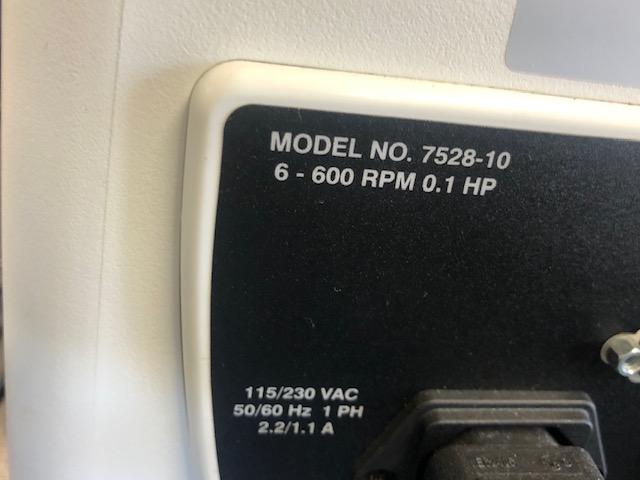 MODEL NO. 7528-10
6 - 600 RPM 0.1 HP
115/230 VAC
50/60 Hz 1 PH
2.2/1.1 A